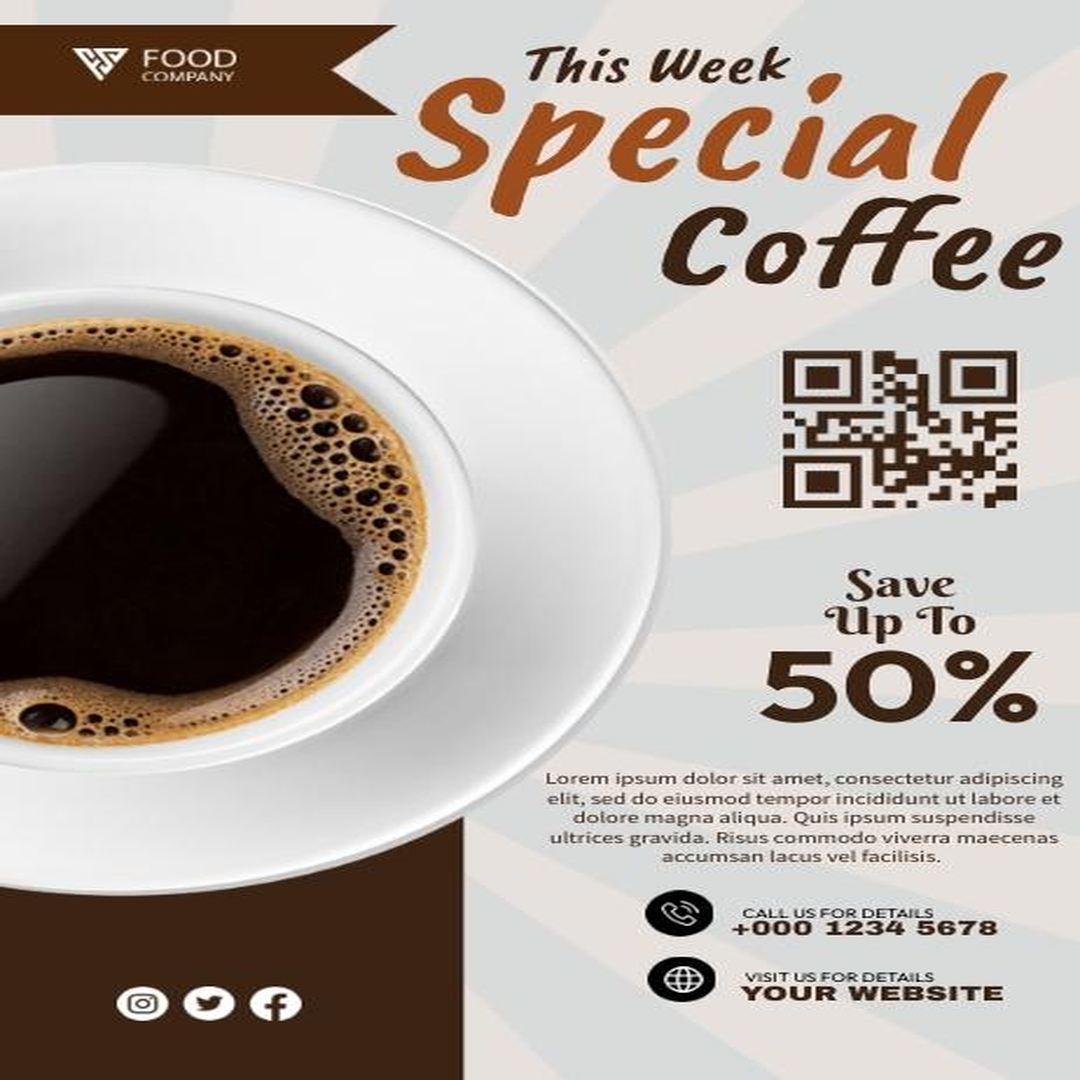 FOOD
COMPANY
This Week
Special
Coffee
Save
Up To
50%
Lorem ipsum dolor sit amet, consectetur adipiscing
elit, sed do eiusmod tempor incididunt ut labore et
dolore magna aliqua. Quis ipsum suspendisse
ultrices gravida. Risus commodo viverra maecenas
accumsan lacus vel facilisis.
CALL US FOR DETAILS
+000 1234 5678
VISIT US FOR DETAILS
YOUR WEBSITE